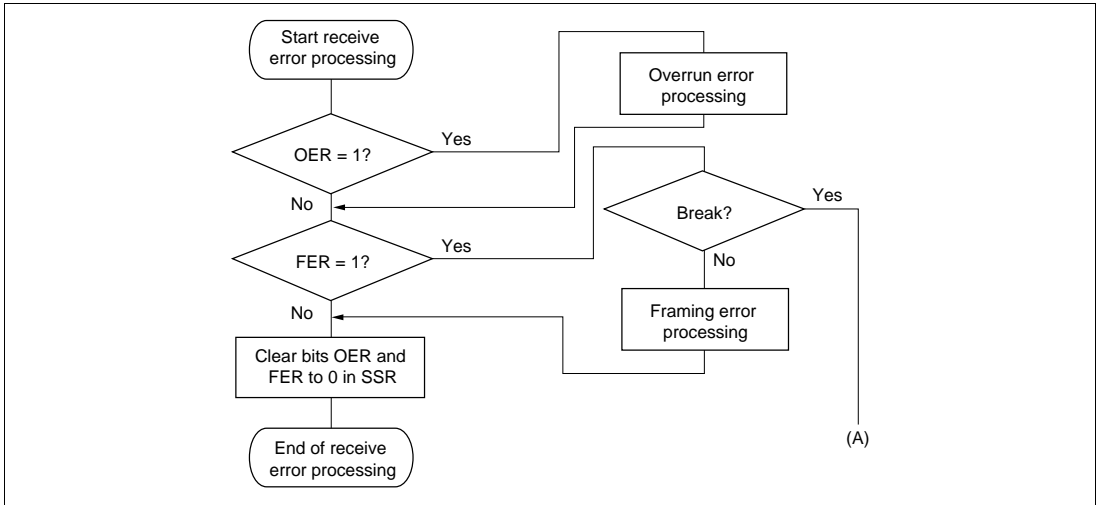 Start receive
error processing
Overrun error
processing
Yes
OER = 1?
No
Yes
Break?
Yes
FER = 1?
No
No
Framing error
processing
Clear bits OER and
FER to 0 in SSR
(A)
End of receive
error processing